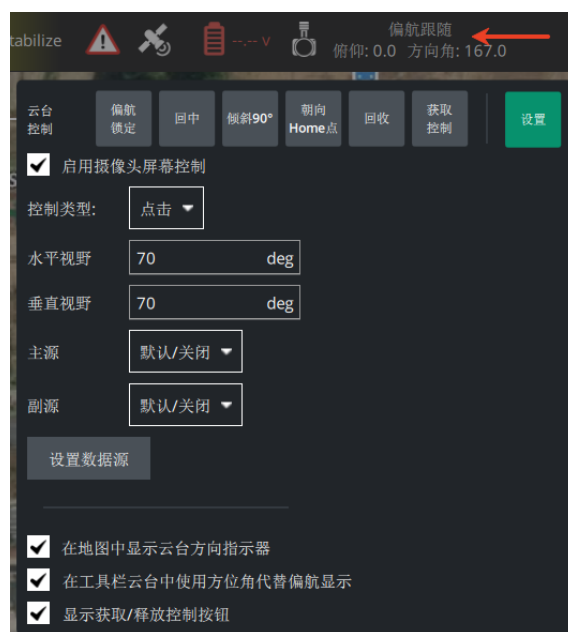 tabilize --.-- v 偏航跟随
俯仰: 0.0 方向角: 167.0
云台控制 偏航锁定 回中 倾斜90° 朝向Home点 回收 获取控制 设置
启用摄像头屏幕控制
控制类型: 点击
水平视野 70 deg
垂直视野 70 deg
主源 默认/关闭
副源 默认/关闭
设置数据源
在地图中显示云台方向指示器
在工具栏云台中使用方位角代替偏航显示
显示获取/释放控制按钮